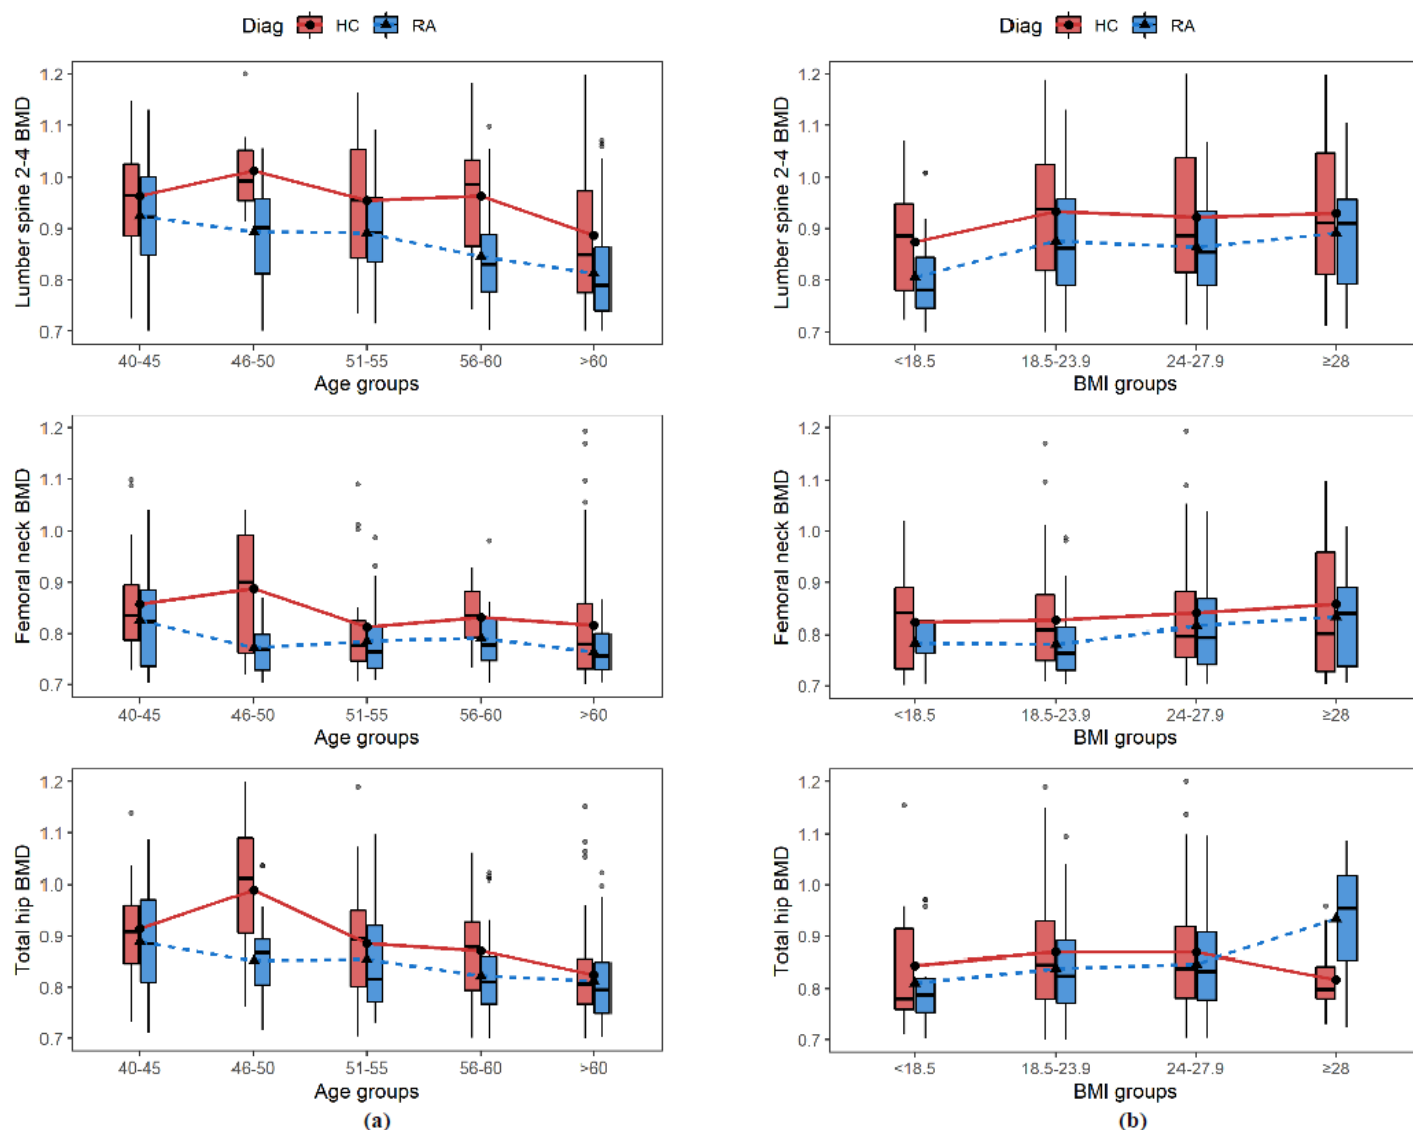 Diag HC RA
Lumber spine 2-4 BMD
1.2
1.1
1.0
0.9
0.8
0.7
40-45 46-50 51-55 56-60 >60
Age groups
Femoral neck BMD
1.2
1.1
1.0
0.9
0.8
0.7
40-45 46-50 51-55 56-60 >60
Age groups
Total hip BMD
1.2
1.1
1.0
0.9
0.8
0.7
40-45 46-50 51-55 56-60 >60
Age groups
(a)
Diag HC RA
Lumber spine 2-4 BMD
1.2
1.1
1.0
0.9
0.8
0.7
<18.5 18.5-23.9 24-27.9 ≥28
BMI groups
Femoral neck BMD
1.2
1.1
1.0
0.9
0.8
0.7
<18.5 18.5-23.9 24-27.9 ≥28
BMI groups
Total hip BMD
1.2
1.1
1.0
0.9
0.8
0.7
<18.5 18.5-23.9 24-27.9 ≥28
BMI groups
(b)